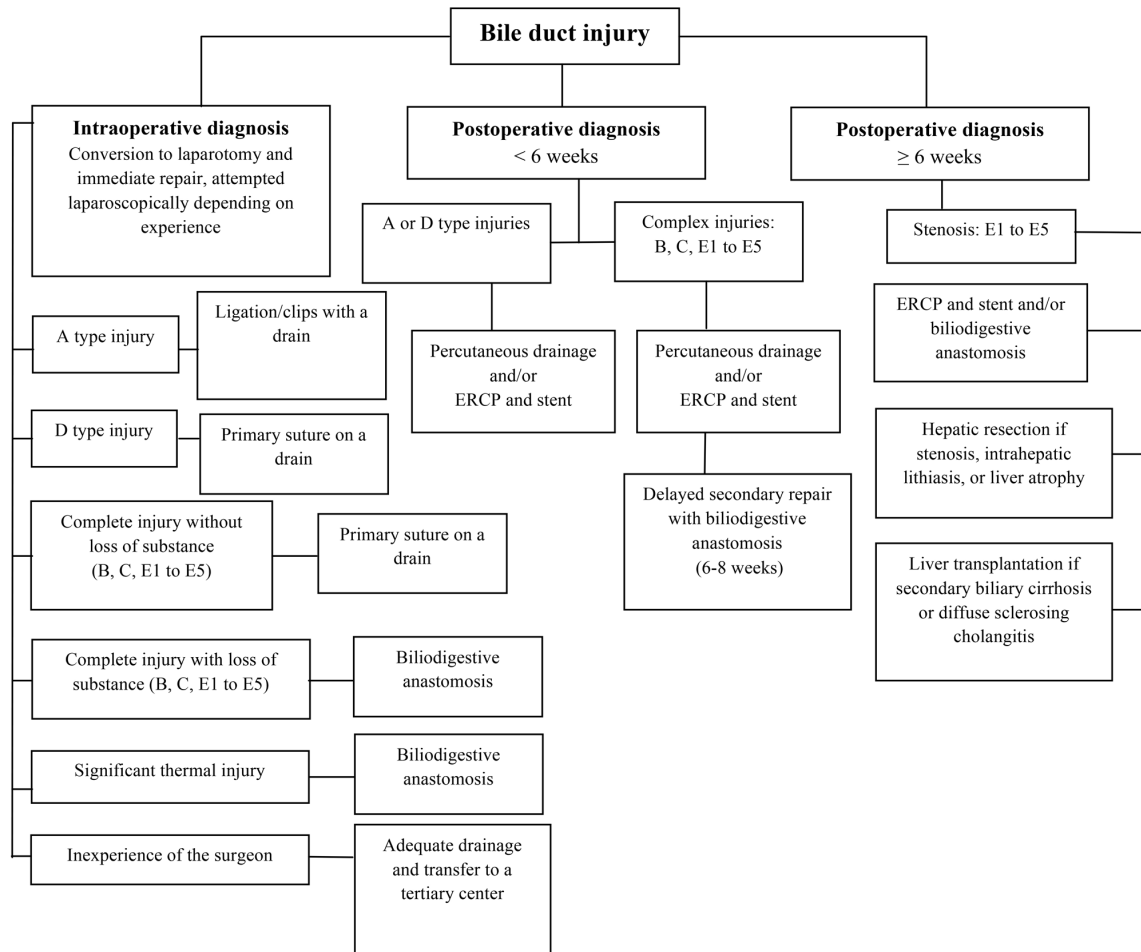 Bile duct injury
Intraoperative diagnosis
Conversion to laparotomy and
immediate repair, attempted
laparoscopically depending on
experience
A type injury
Ligation/clips with a
drain
D type injury
Primary suture on a
drain
Complete injury without
loss of substance
(B, C, E1 to E5)
Primary suture on a
drain
Complete injury with loss of
substance (B, C, E1 to E5)
Biliodigestive
anastomosis
Significant thermal injury
Biliodigestive
anastomosis
Inexperience of the surgeon
Adequate drainage
and transfer to a
tertiary center
Postoperative diagnosis
< 6 weeks
A or D type injuries
Percutaneous drainage
and/or
ERCP and stent
Complex injuries:
B, C, E1 to E5
Percutaneous drainage
and/or
ERCP and stent
Delayed secondary repair
with biliodigestive
anastomosis
(6-8 weeks)
Postoperative diagnosis
≥ 6 weeks
Stenosis: E1 to E5
ERCP and stent and/or
biliodigestive
anastomosis
Hepatic resection if
stenosis, intrahepatic
lithiasis, or liver atrophy
Liver transplantation if
secondary biliary cirrhosis
or diffuse sclerosing
cholangitis